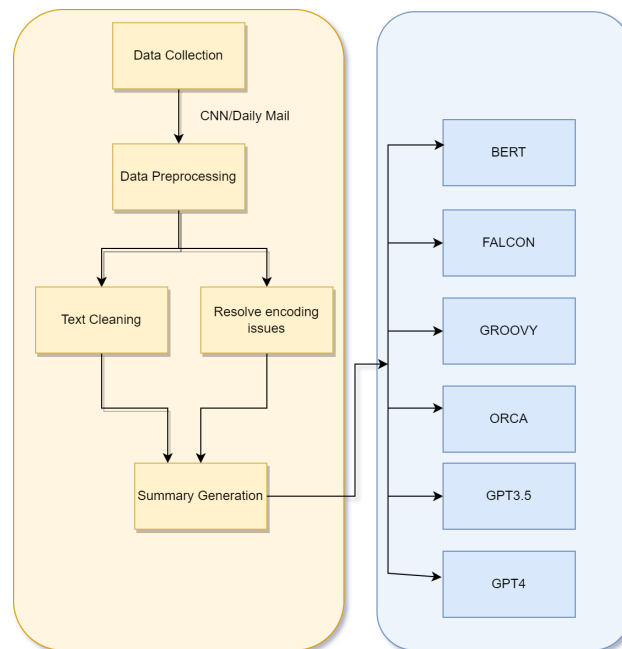 Data Collection
CNN/Daily Mail
Data Preprocessing
Text Cleaning
Resolve encoding
issues
Summary Generation
BERT
FALCON
GROOVY
ORCA
GPT3.5
GPT4